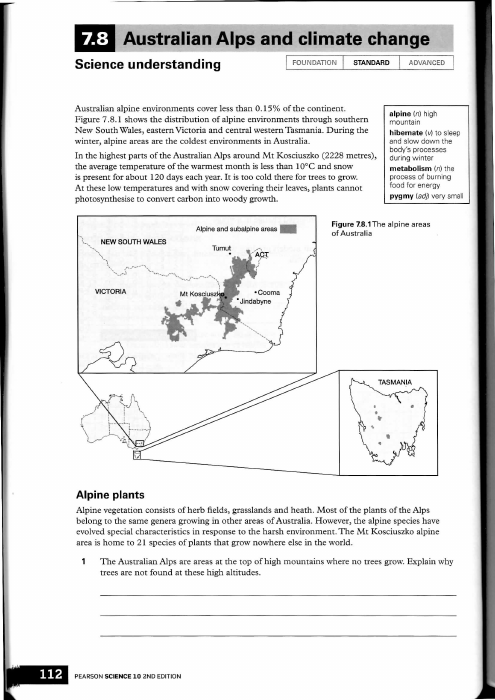 7.8 Australian Alps and climate change
Science understanding
FOUNDATION STANDARD ADVANCED
Australian alpine environments cover less than 0.15% of the continent.
Figure 7.8.1 shows the distribution of alpine environments through southern
New South Wales, eastern Victoria and central western Tasmania. During the
winter, alpine areas are the coldest environments in Australia.
In the highest parts of the Australian Alps around Mt Kosciuszko (2228 metres),
the average temperature of the warmest month is less than 10°C and snow
is present for about 120 days each year. It is too cold here for trees to grow.
At these low temperatures and with snow covering their leaves, plants cannot
photosynthesise to convert carbon into woody growth.
alpine (n) high
mountain
hibernate (v) to sleep
and slow down the
body's processes
during winter
metabolism (n) the
process of burning
food for energy
pygmy (adj) very small
Alpine and subalpine areas
NEW SOUTH WALES
Tumut
ACT
VICTORIA
Mt Kosciuszko
Cooma
Jindabyne
Figure 7.8.1 The alpine areas
of Australia
TASMANIA
Alpine plants
Alpine vegetation consists of herb fields, grasslands and heath. Most of the plants of the Alps
belong to the same genera growing in other areas of Australia. However, the alpine species have
evolved special characteristics in response to the harsh environment. The Mt Kosciuszko alpine
area is home to 21 species of plants that grow nowhere else in the world.
1 The Australian Alps are areas at the top of high mountains where no trees grow. Explain why
trees are not found at these high altitudes.
112 PEARSON SCIENCE 10 2ND EDITION